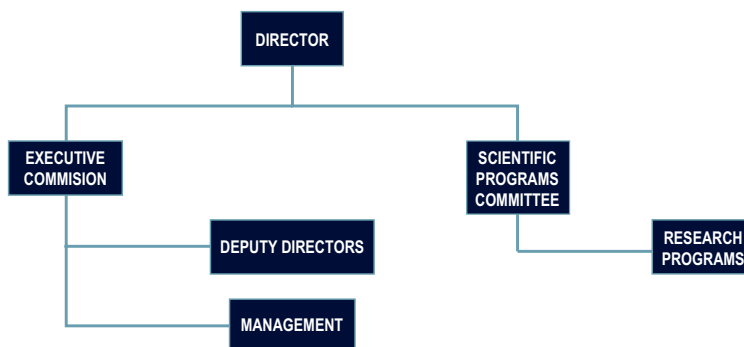 DIRECTOR
EXECUTIVE
COMMISION
SCIENTIFIC
PROGRAMS
COMMITTEE
DEPUTY DIRECTORS
RESEARCH
PROGRAMS
MANAGEMENT